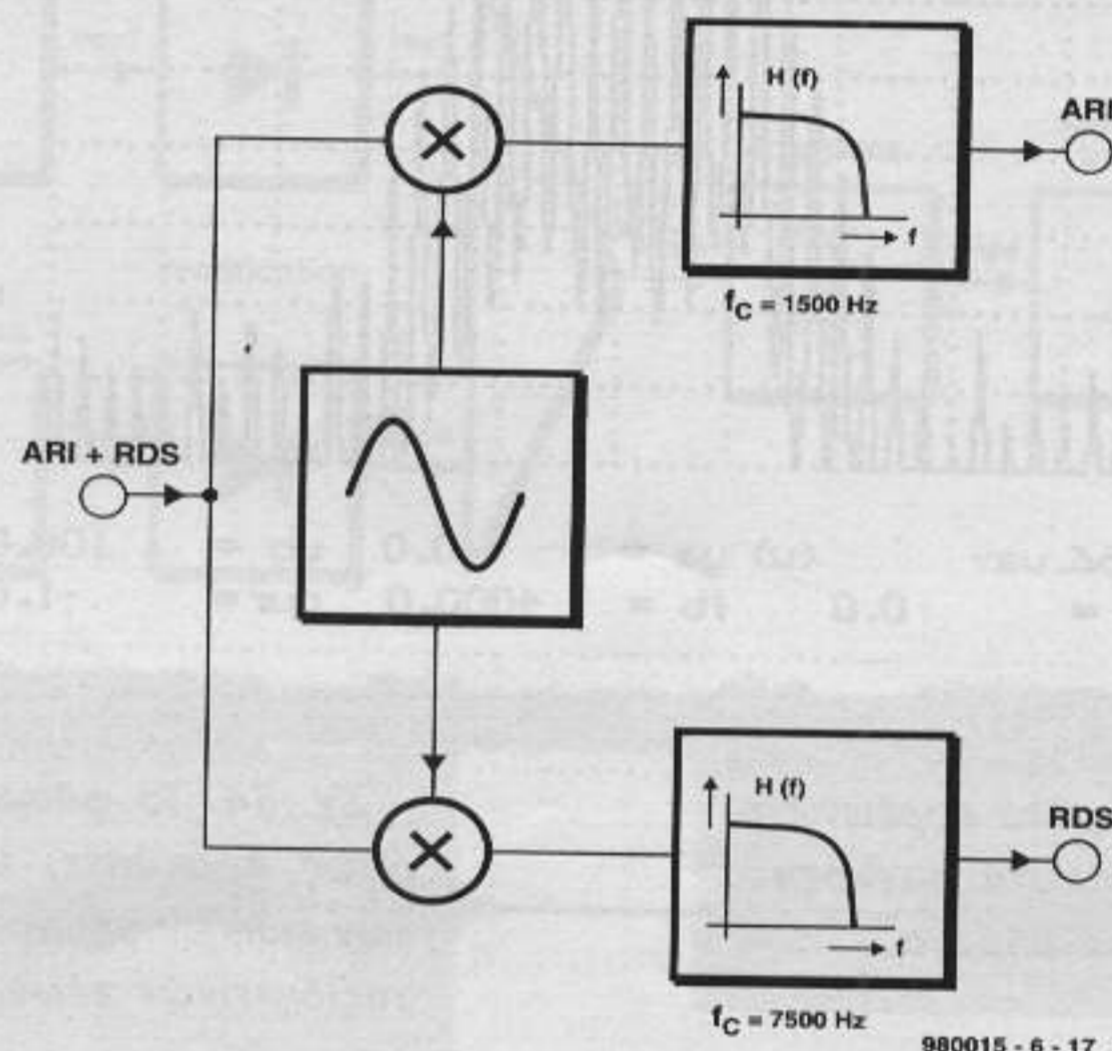 H (f)
ARI
f
fC = 1500 Hz
ARI + RDS
H (f)
RDS
f
fC = 7500 Hz
980015 - 6 - 17